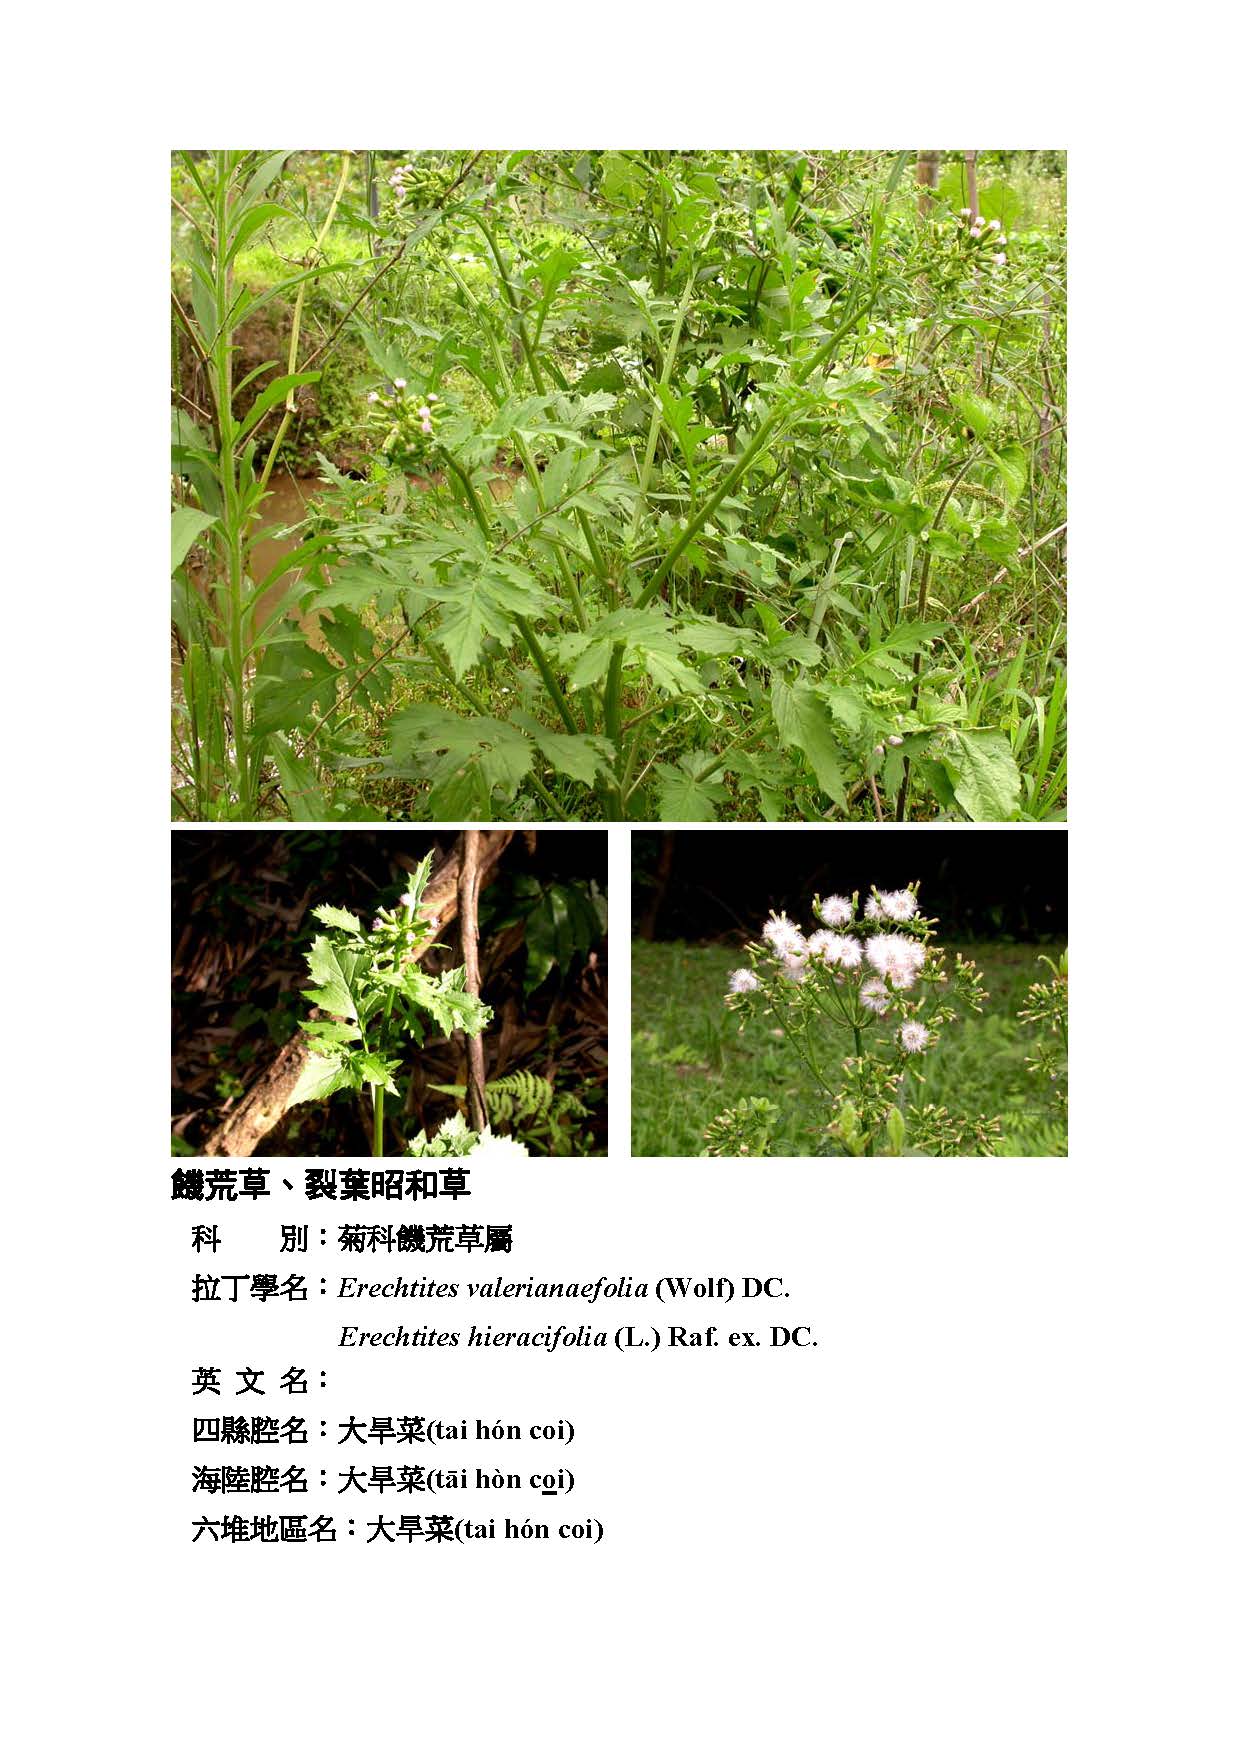 饑荒草、裂葉昭和草
科　　別：菊科饑荒草屬
拉丁學名：Erechtites valerianaefolia (Wolf) DC.
Erechtites hieracifolia (L.) Raf. ex. DC.
英 文 名：
四縣腔名：大旱菜(tai hón coi)
海陸腔名：大旱菜(tāi hòn co̲i)
六堆地區名：大旱菜(tai hón coi)